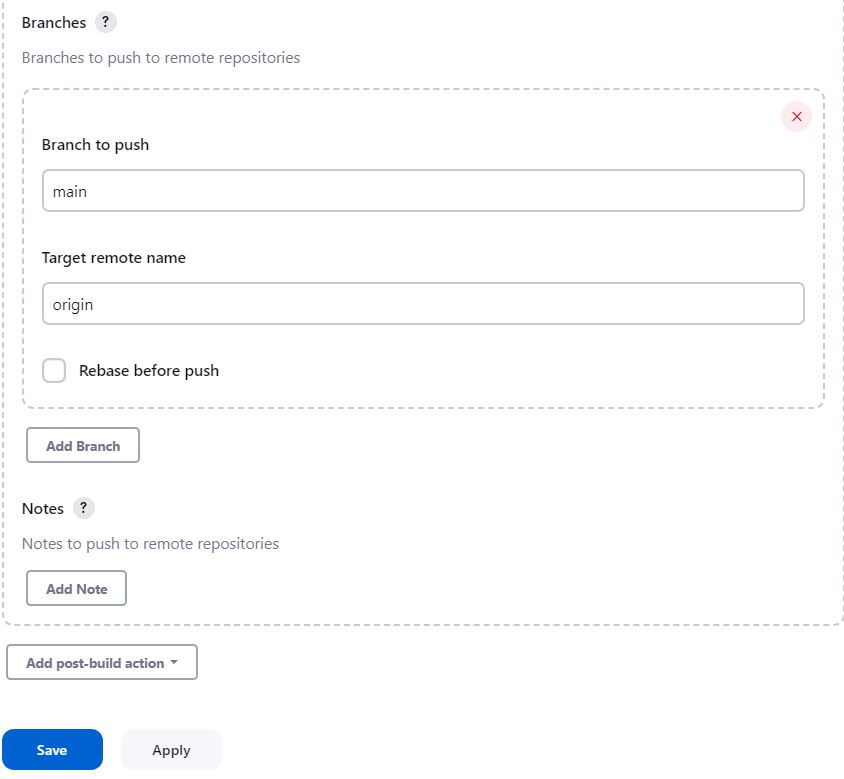 Branches ?
Branches to push to remote repositories
Branch to push
main
Target remote name
origin
Rebase before push
Add Branch
Notes ?
Notes to push to remote repositories
Add Note
Add post-build action
Save Apply